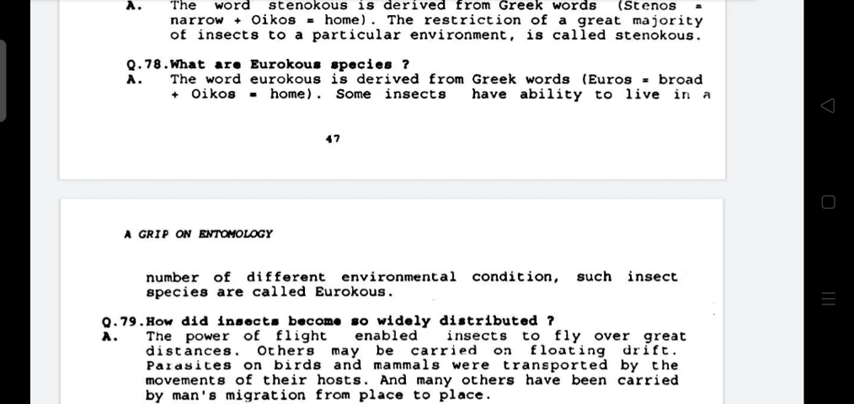 A. The word stenokous is derived from Greek words (Stenos =
narrow + Oikos = home). The restriction of a great majority
of insects to a particular environment, is called stenokous.
Q.78.What are Eurokous species ?
A. The word eurokous is derived from Greek words (Euros = broad
+ Oikos = home). Some insects have ability to live in a
47
A GRIP ON ENTOMOLOGY
number of different environmental condition, such insect
species are called Eurokous.
Q.79.How did insects become so widely distributed ?
A. The power of flight enabled insects to fly over great
distances. Others may be carried on floating drift.
Parasites on birds and mammals were transported by the
movements of their hosts. And many others have been carried
by man's migration from place to place.